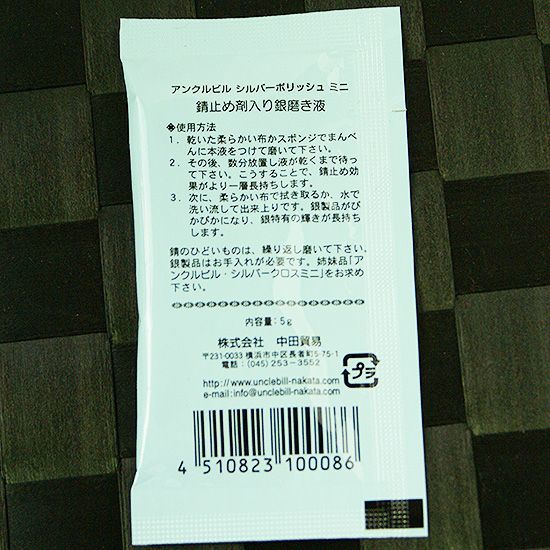 アンクルビル シルバーポリッシュ ミニ
錆止め剤入り銀磨き液
※使用方法
1．乾いた柔らかい布かスポンジでまんべ
んに本液をつけて磨いて下さい。
2．その後、数分放置し液が乾くまで待っ
て下さい。こうすることで、錆止め効
果がより一層長持ちします。
3．次に、柔らかい布で拭き取るか、水で
洗い流して出来上りです。銀製品がぴ
かぴかになり、銀特有の輝きが長持ち
します。
錆のひどいものは、繰り返し磨いて下さい。
銀製品はお手入れが必要です。姉妹品「ア
ンクルビル・シルバークロスミニ」をお求め
下さい。
内容量：5g
株式会社 中田貿易
〒231-0033 横浜市中区長者町5-75-1
電話：(045)253-3552
http://www.unclebill-nakata.com
e-mail:info@unclebill-nakata.com
プラ
4 510823 100086